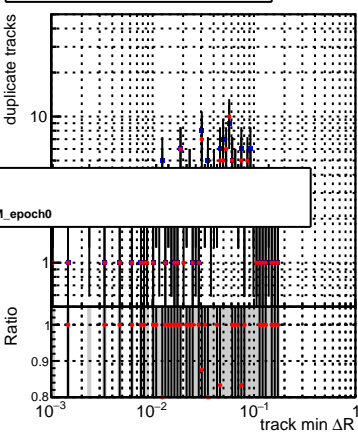 duplicate tracks
10
M_epoch0
1
Ratio
1
0.9
0.8
10⁻³ 10⁻² 10⁻¹ 1
track min ΔR